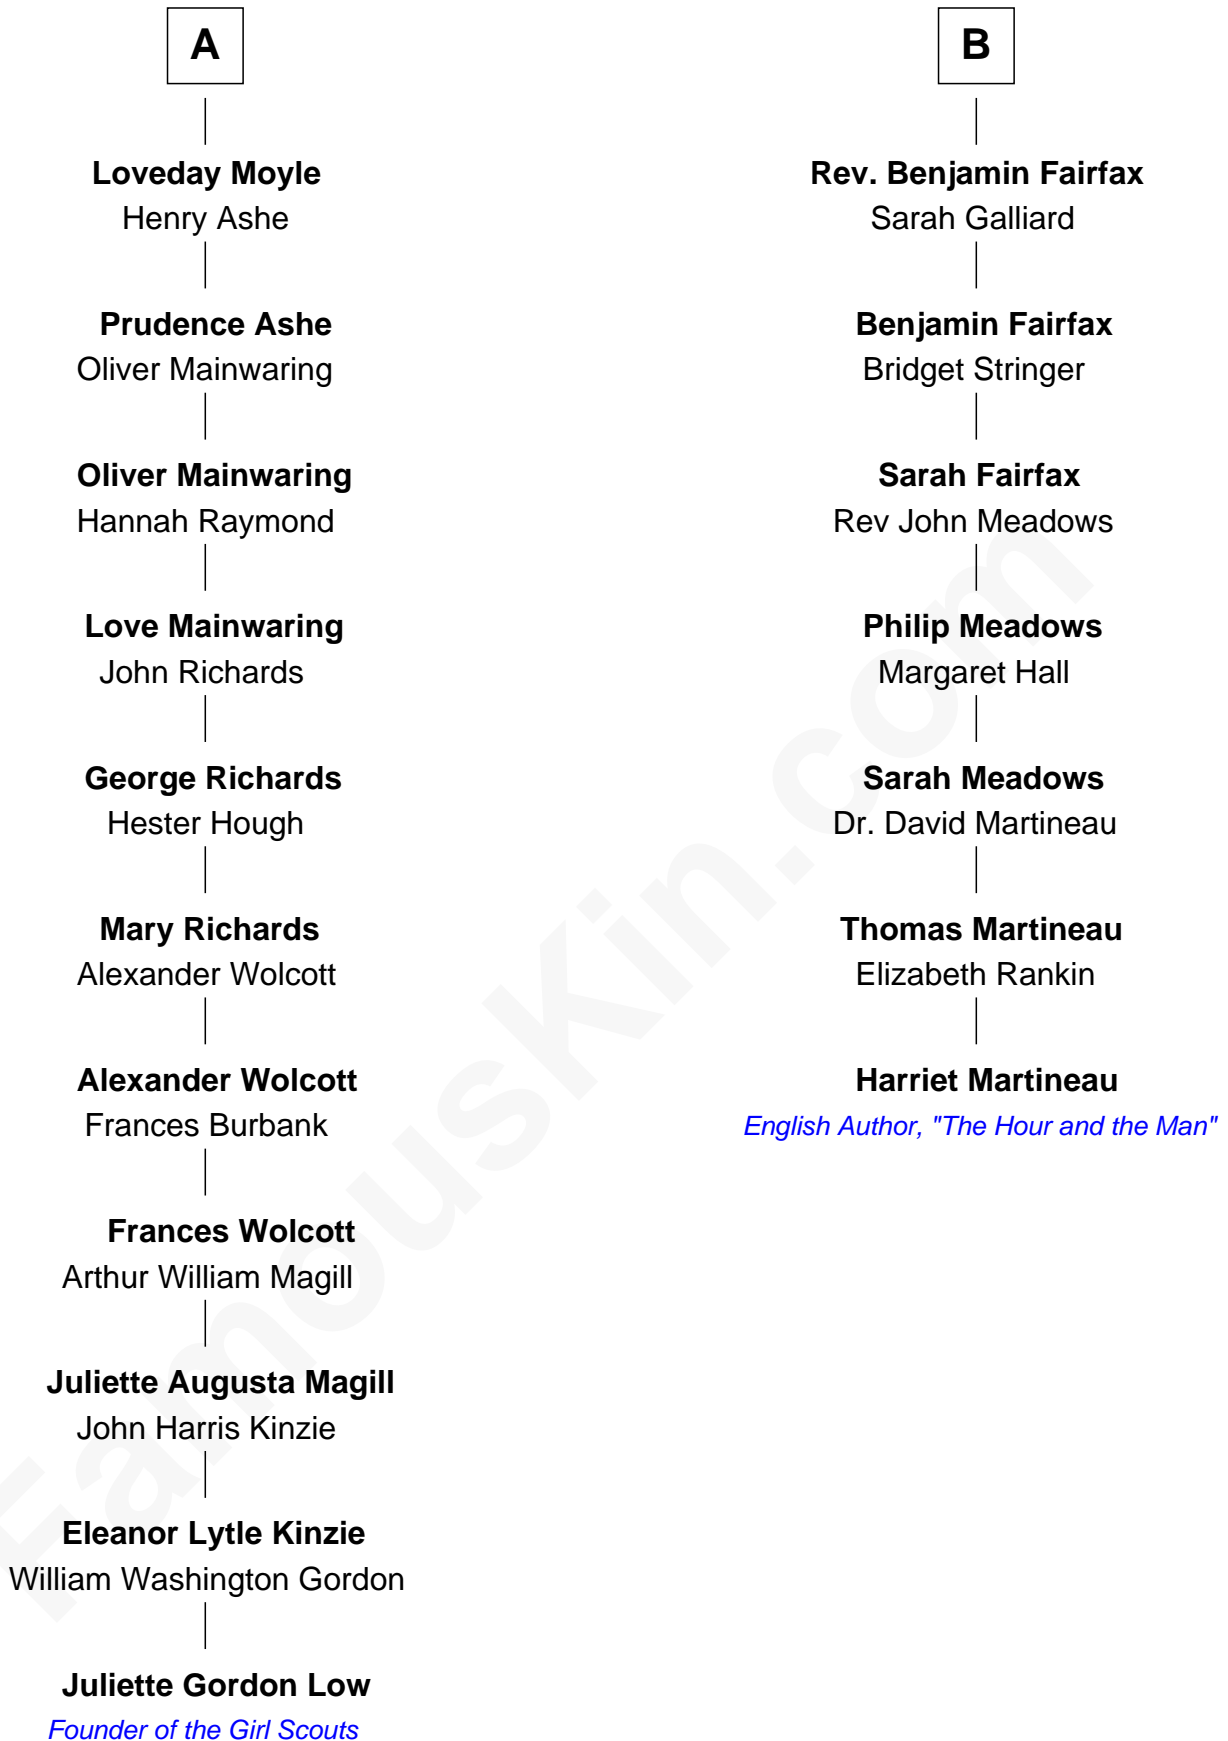 A
Loveday Moyle
Henry Ashe
Prudence Ashe
Oliver Mainwaring
Oliver Mainwaring
Hannah Raymond
Love Mainwaring
John Richards
George Richards
Hester Hough
Mary Richards
Alexander Wolcott
Alexander Wolcott
Frances Burbank
Frances Wolcott
Arthur William Magill
Juliette Augusta Magill
John Harris Kinzie
Eleanor Lytle Kinzie
William Washington Gordon
Juliette Gordon Low
Founder of the Girl Scouts
B
Rev. Benjamin Fairfax
Sarah Galliard
Benjamin Fairfax
Bridget Stringer
Sarah Fairfax
Rev John Meadows
Philip Meadows
Margaret Hall
Sarah Meadows
Dr. David Martineau
Thomas Martineau
Elizabeth Rankin
Harriet Martineau
English Author, "The Hour and the Man"
FamousKin.com